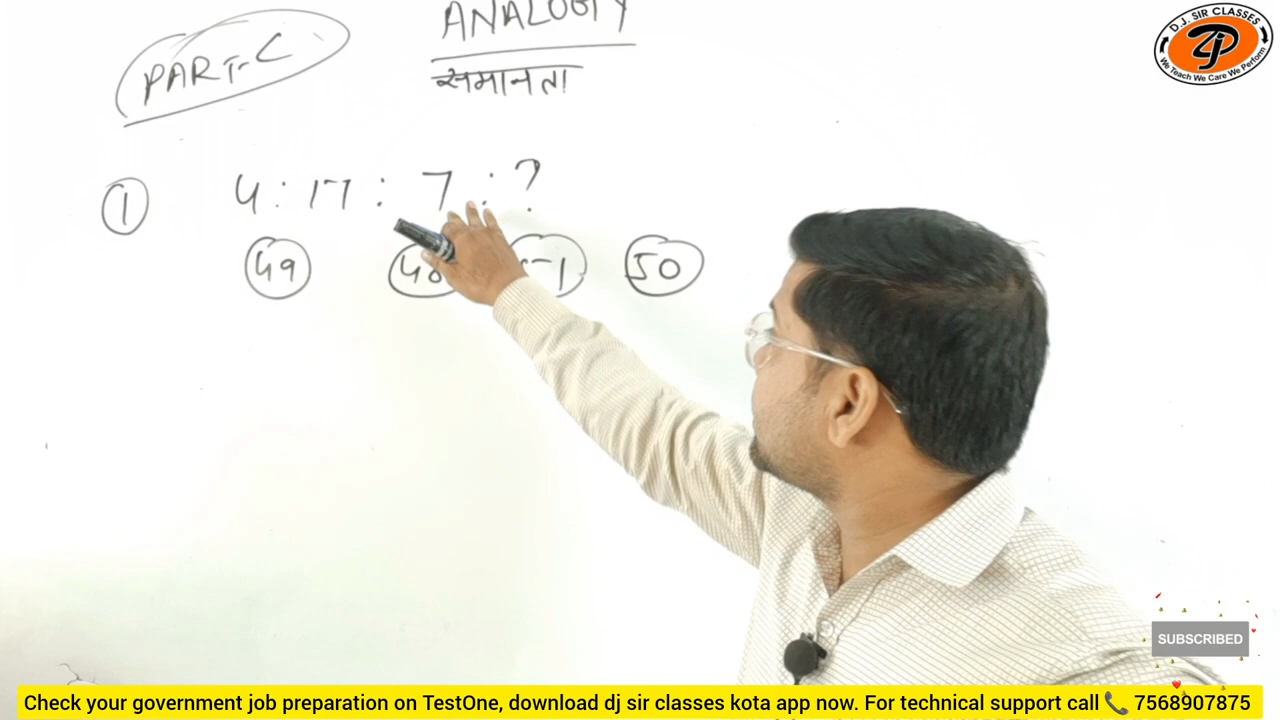 PART-C
ANALOGY
समानता
D.J. SIR CLASSES
We Teach We Care We Perform
① 4 : 17 : 7 : ?
49 50
SUBSCRIBED
Check your government job preparation on TestOne, download dj sir classes kota app now. For technical support call 📞 7568907875